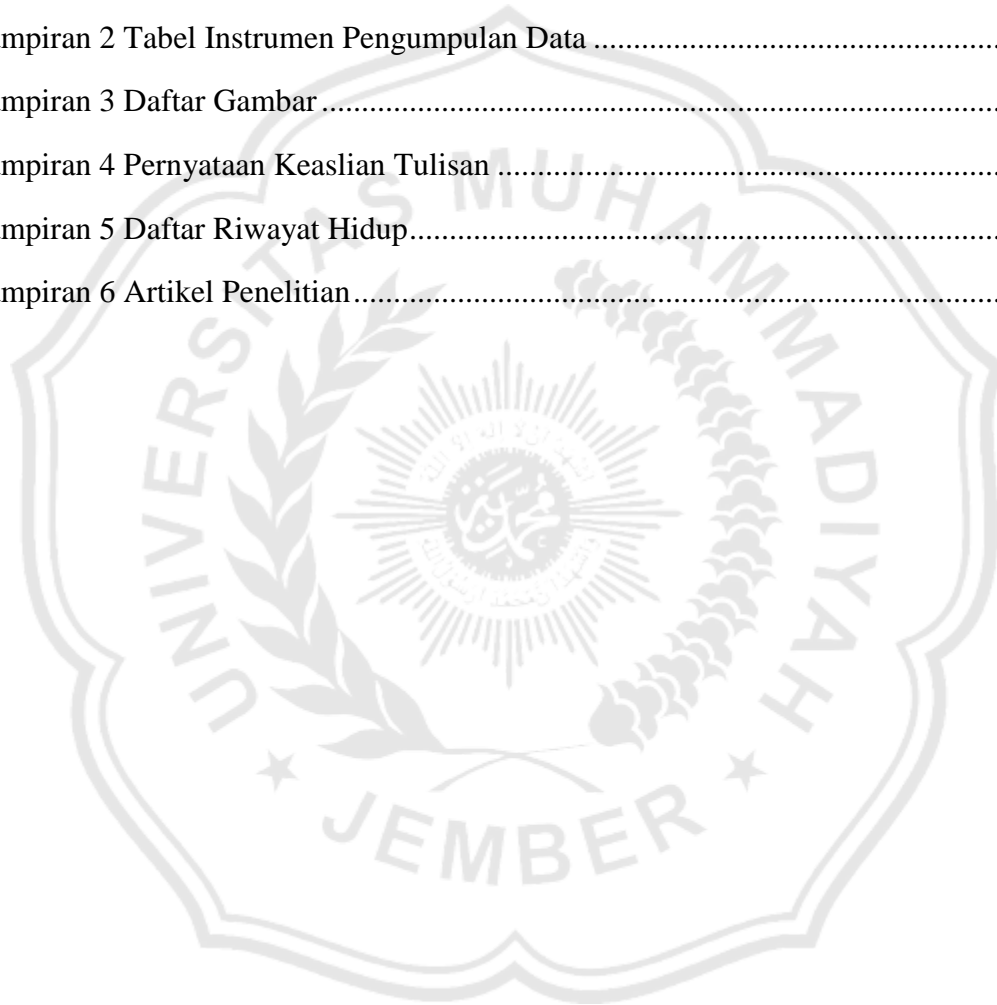 mpiran 2 Tabel Instrumen Pengumpulan Data ..................................................
mpiran 3 Daftar Gambar ....................................................................................
mpiran 4 Pernyataan Keaslian Tulisan ..............................................................
mpiran 5 Daftar Riwayat Hidup.........................................................................
mpiran 6 Artikel Penelitian................................................................................
UNIVERSITAS MUHAMMADIYAH
JEMBER